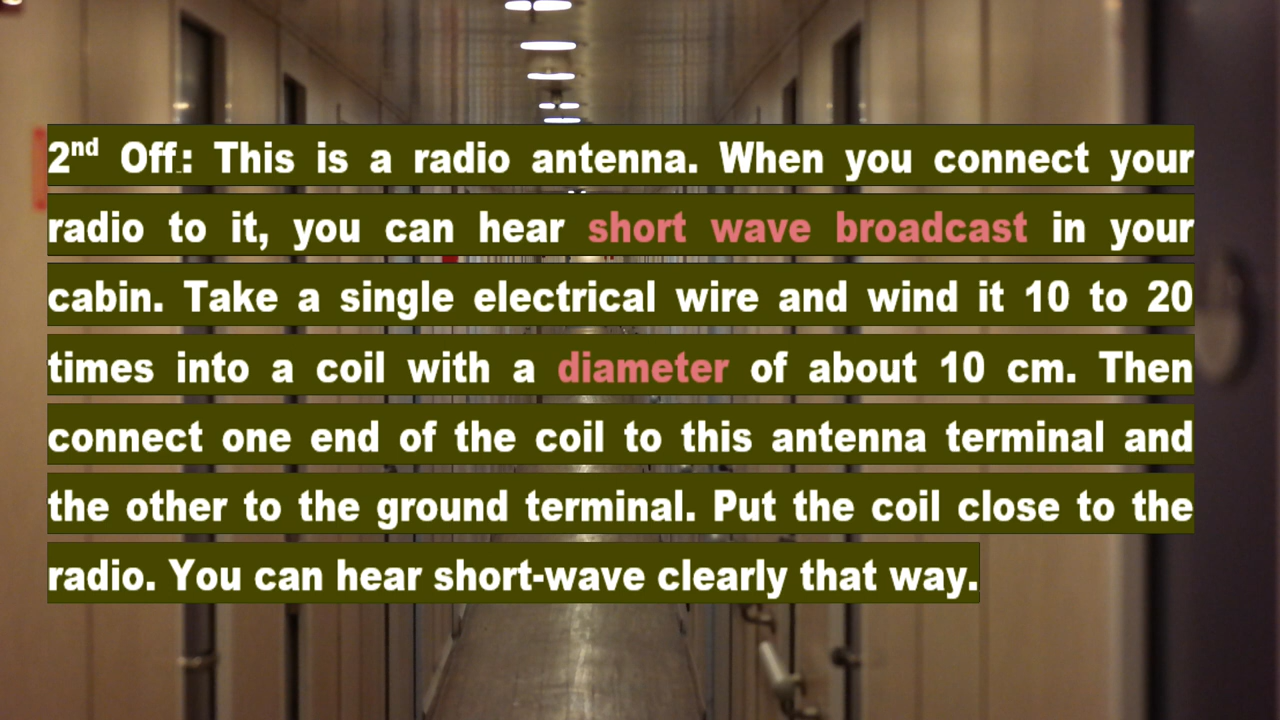 2nd Off.: This is a radio antenna. When you connect your
radio to it, you can hear short wave broadcast in your
cabin. Take a single electrical wire and wind it 10 to 20
times into a coil with a diameter of about 10 cm. Then
connect one end of the coil to this antenna terminal and
the other to the ground terminal. Put the coil close to the
radio. You can hear short-wave clearly that way.